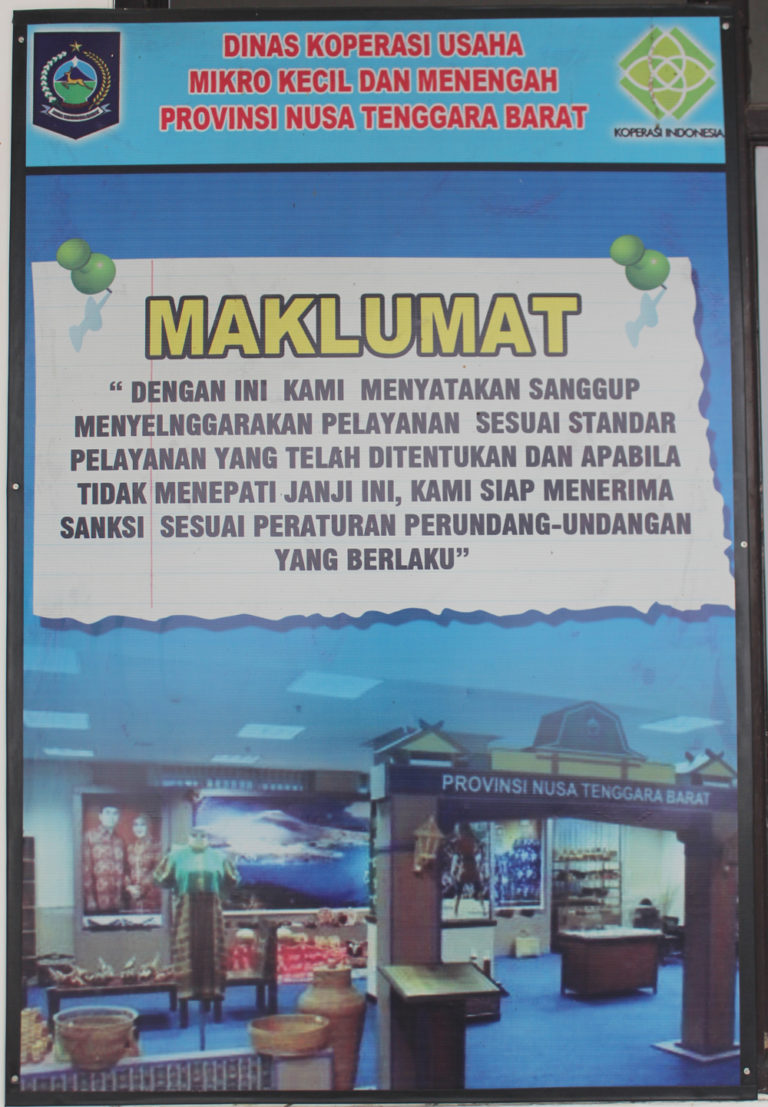 DINAS KOPERASI USAHA
MIKRO KECIL DAN MENENGAH
PROVINSI NUSA TENGGARA BARAT
KOPERASI INDONESIA
MAKLUMAT
“ DENGAN INI KAMI MENYATAKAN SANGGUP
MENYELNGGARAKAN PELAYANAN SESUAI STANDAR
PELAYANAN YANG TELAH DITENTUKAN DAN APABILA
TIDAK MENEPATI JANJI INI, KAMI SIAP MENERIMA
SANKSI SESUAI PERATURAN PERUNDANG-UNDANGAN
YANG BERLAKU”
PROVINSI NUSA TENGGARA BARAT